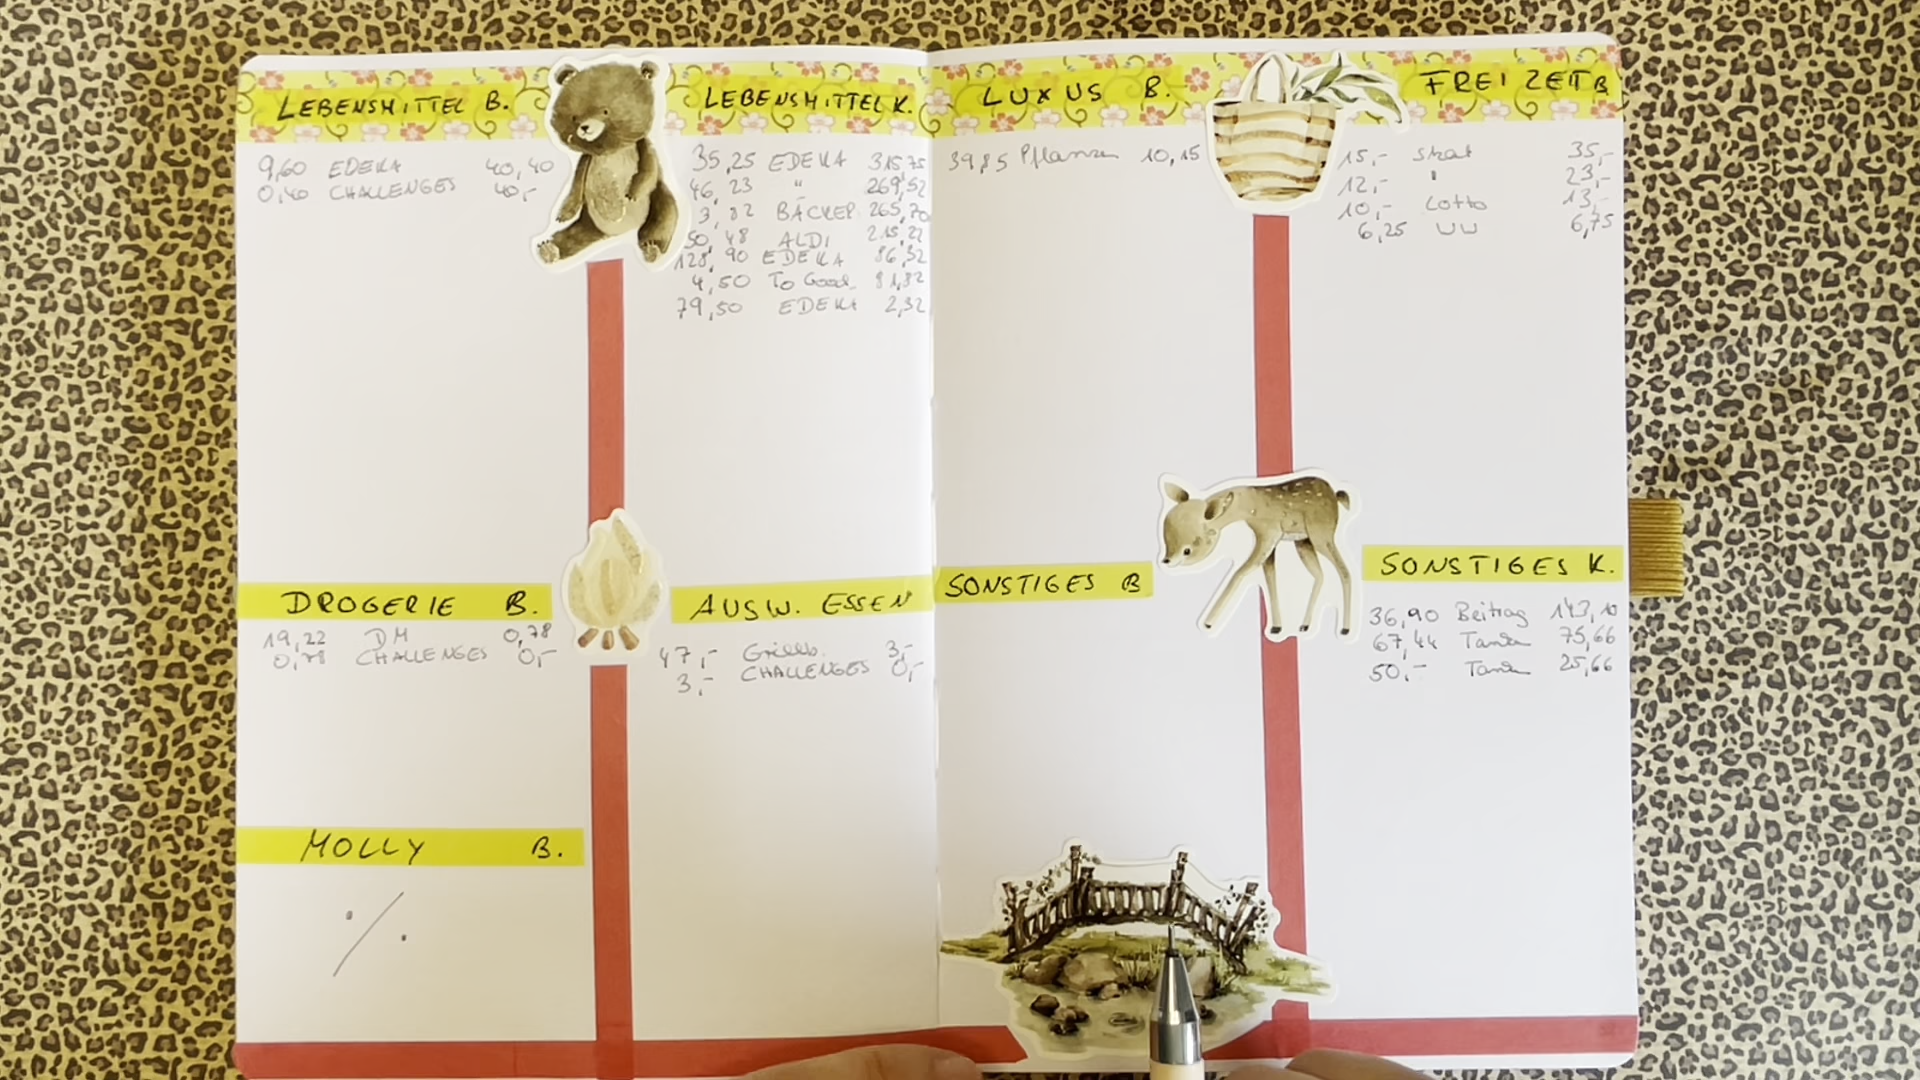 LEBENSMITTEL B.
9,60 EDEKA 40,40
0,40 CHALLENGES 40,-
LEBENSMITTEL K.
35,25 EDEKA 315,75
46,23 " 269,52
3,82 BÄCKER 265,70
50,48 ALDI 215,22
128,90 EDEKA 86,32
4,50 To Good 81,82
79,50 EDEKA 2,32
LUXUS B.
39,85 Pflanzen 10,15
FREIZEIT B
15,- Skat 35,-
12,- " 23,-
10,- Lotto 13,-
6,25 UU 6,75
DROGERIE B.
19,22 DM 0,78
0,78 CHALLENGES 0,-
AUSW. ESSEN
47,- Grillb. 3,-
3,- CHALLENGES 0,-
SONSTIGES B
SONSTIGES K.
36,90 Beitrag 143,10
67,44 Tanken 75,66
50,- Tanken 25,66
MOLLY B.